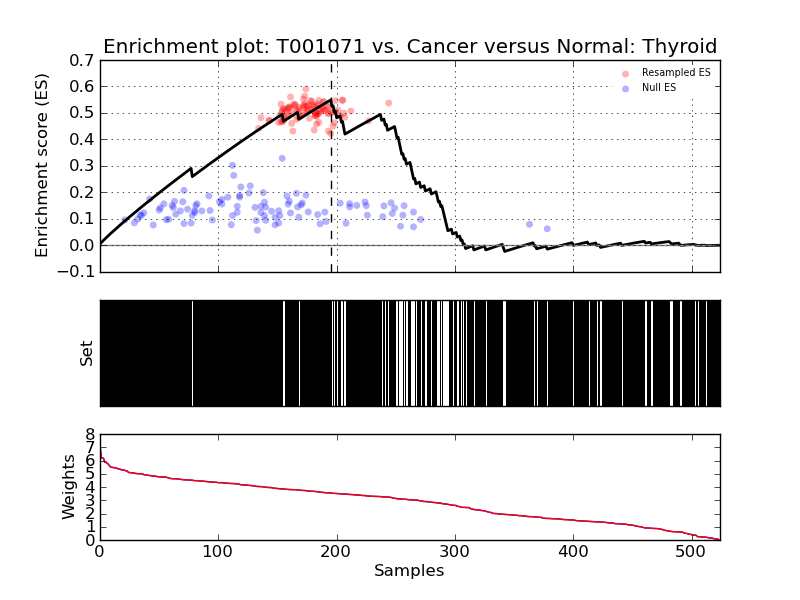 Enrichment plot: T001071 vs. Cancer versus Normal: Thyroid
0.7
0.6
0.5
0.4
0.3
0.2
0.1
0.0
−0.1
Enrichment score (ES)
Resampled ES
Null ES
Set
8
7
6
5
4
3
2
1
0
Weights
0 100 200 300 400 500
Samples